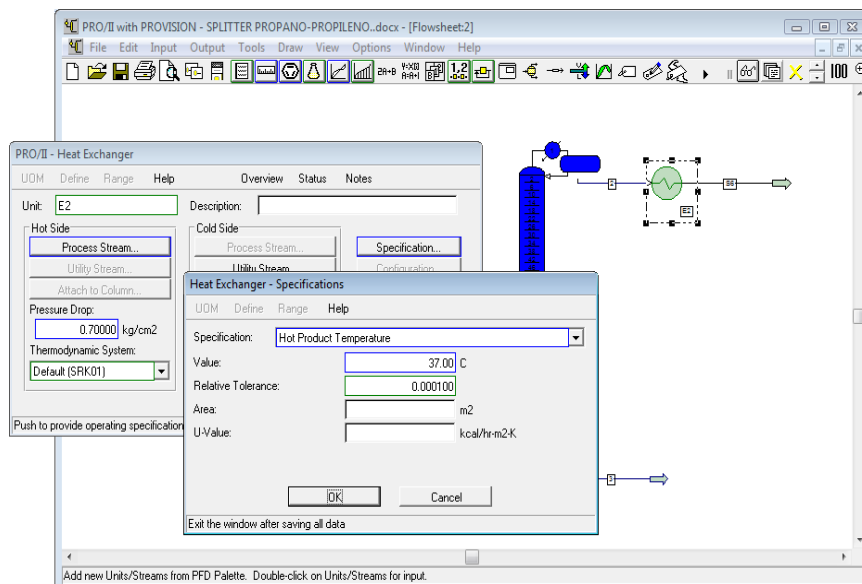 PRO/II with PROVISION - SPLITTER PROPANO-PROPILENO..docx - [Flowsheet:2]
File Edit Input Output Tools Draw View Options Window Help
100
PRO/II - Heat Exchanger
UOM Define Range Help Overview Status Notes
Unit: E2 Description:
Hot Side Cold Side
Process Stream... Process Stream... Specification...
Utility Stream... Utility Stream... Configuration
Attach to Column...
Pressure Drop:
0.70000 kg/cm2
Thermodynamic System:
Default (SRK01)
Push to provide operating specification
Heat Exchanger - Specifications
UOM Define Range Help
Specification: Hot Product Temperature
Value: 37.00 C
Relative Tolerance: 0.000100
Area: m2
U-Value: kcal/hr-m2-K
OK Cancel
Exit the window after saving all data
E2
Add new Units/Streams from PFD Palette. Double-click on Units/Streams for input.